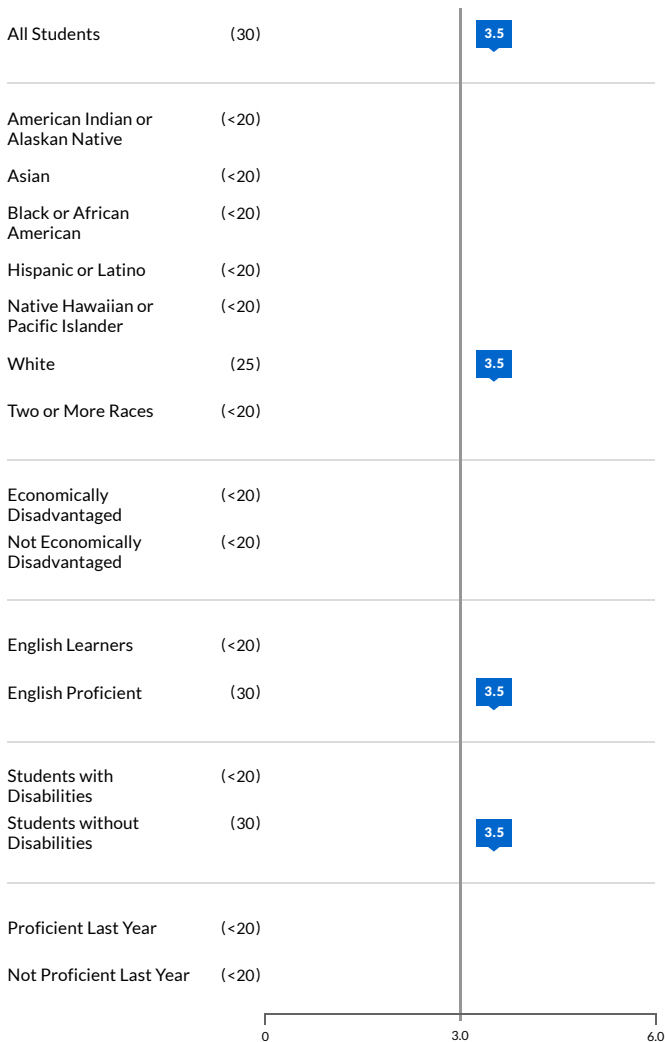 All Students (30) 3.5
American Indian or (<20)
Alaskan Native
Asian (<20)
Black or African (<20)
American
Hispanic or Latino (<20)
Native Hawaiian or (<20)
Pacific Islander
White (25) 3.5
Two or More Races (<20)
Economically (<20)
Disadvantaged
Not Economically (<20)
Disadvantaged
English Learners (<20)
English Proficient (30) 3.5
Students with (<20)
Disabilities
Students without (30) 3.5
Disabilities
Proficient Last Year (<20)
Not Proficient Last Year (<20)
0 3.0 6.0